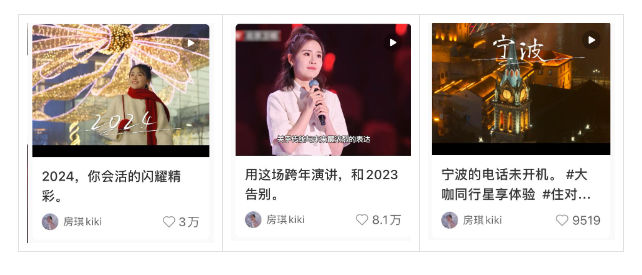 2024
2024，你会活的闪耀精
彩。
房琪kiki
3万
用这场跨年演讲，和2023
告别。
房琪kiki
8.1万
宁波
宁波的电话未开机。 #大
咖同行星享体验 #住对...
房琪kiki
9519